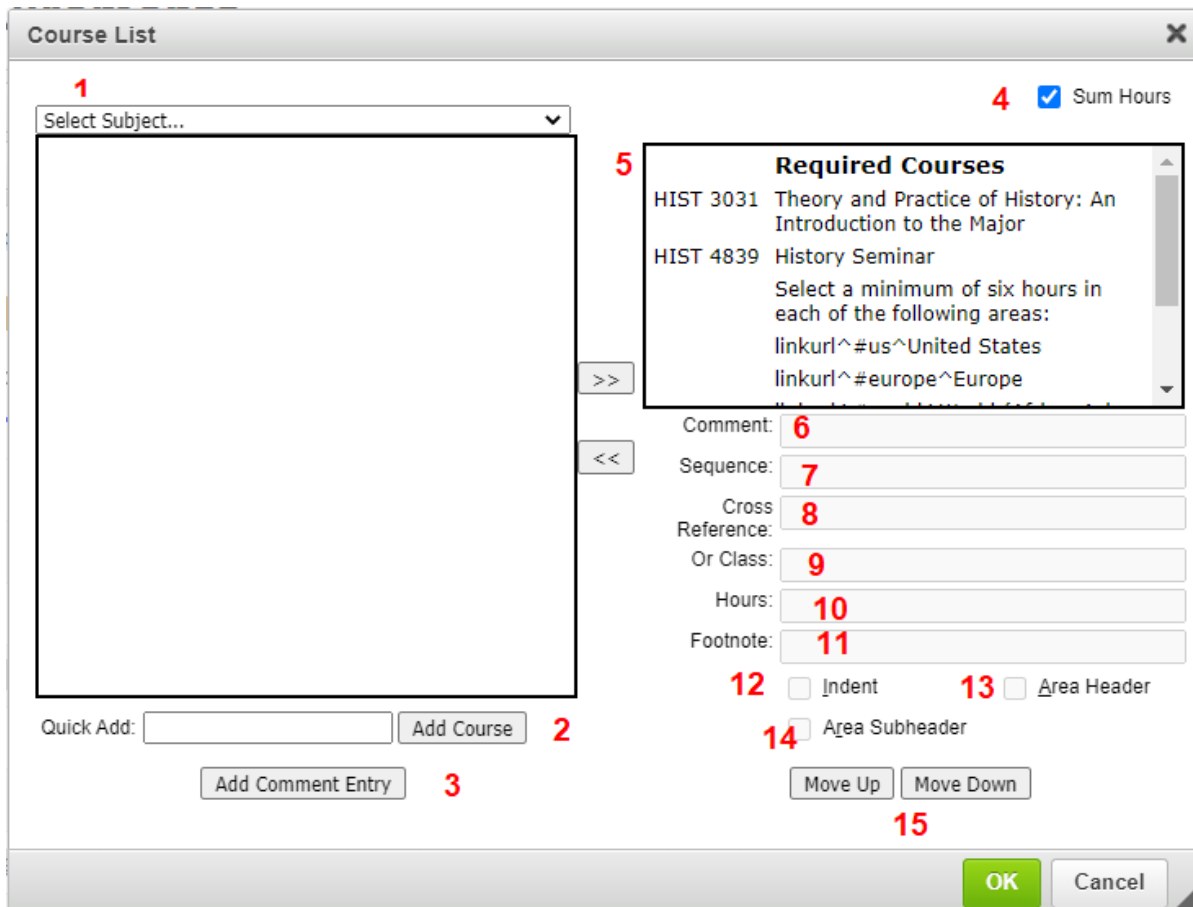 Course List
1
Select Subject...
4
Sum Hours
5
Required Courses
HIST 3031 Theory and Practice of History: An
Introduction to the Major
HIST 4839 History Seminar
Select a minimum of six hours in
each of the following areas:
linkurl^#us^United States
linkurl^#europe^Europe
>>
<<
Comment: 6
Sequence: 7
Cross
Reference: 8
Or Class: 9
Hours: 10
Footnote: 11
12 Indent 13 Area Header
14 Area Subheader
Quick Add: Add Course 2
Add Comment Entry 3
Move Up Move Down
15
OK Cancel